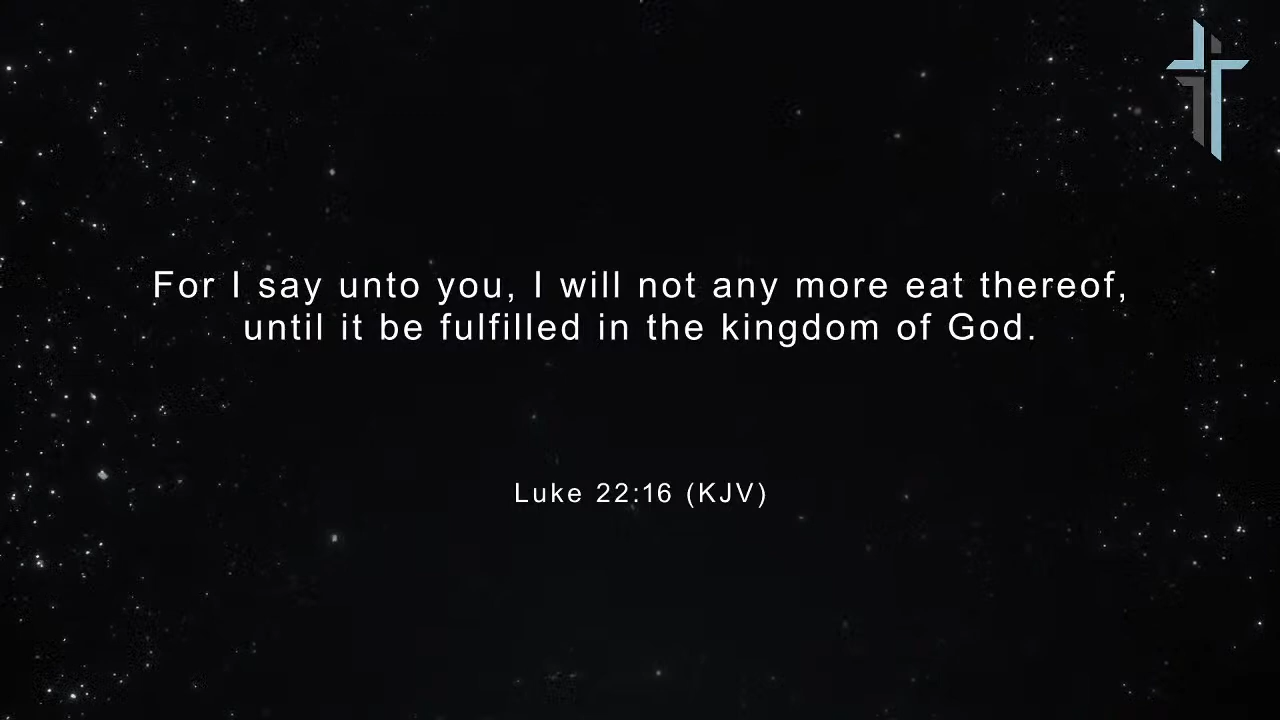 For I say unto you, I will not any more eat thereof,
until it be fulfilled in the kingdom of God.
Luke 22:16 (KJV)